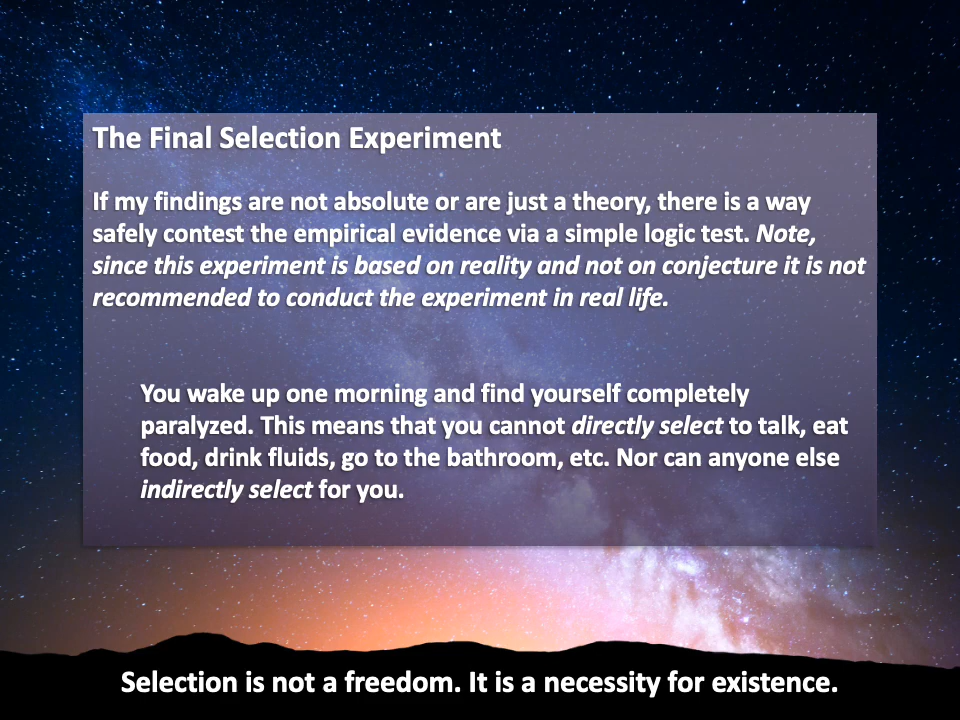 The Final Selection Experiment
If my findings are not absolute or are just a theory, there is a way
safely contest the empirical evidence via a simple logic test. Note,
since this experiment is based on reality and not on conjecture it is not
recommended to conduct the experiment in real life.
You wake up one morning and find yourself completely
paralyzed. This means that you cannot directly select to talk, eat
food, drink fluids, go to the bathroom, etc. Nor can anyone else
indirectly select for you.
Selection is not a freedom. It is a necessity for existence.